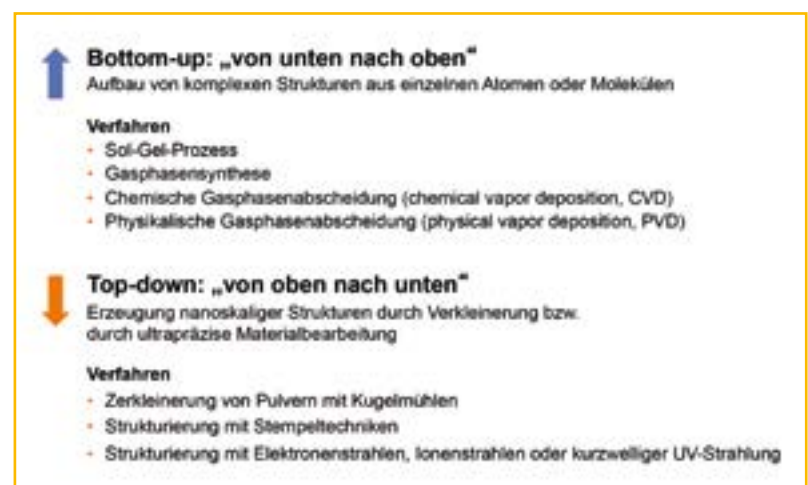 Bottom-up: „von unten nach oben“
Aufbau von komplexen Strukturen aus einzelnen Atomen oder Molekülen
Verfahren
• Sol-Gel-Prozess
• Gasphasensynthese
• Chemische Gasphasenabscheidung (chemical vapor deposition, CVD)
• Physikalische Gasphasenabscheidung (physical vapor deposition, PVD)
Top-down: „von oben nach unten“
Erzeugung nanoskaliger Strukturen durch Verkleinerung bzw.
durch ultrapräzise Materialbearbeitung
Verfahren
• Zerkleinerung von Pulvern mit Kugelmühlen
• Strukturierung mit Stempeltechniken
• Strukturierung mit Elektronenstrahlen, Ionenstrahlen oder kurzwelliger UV-Strahlung